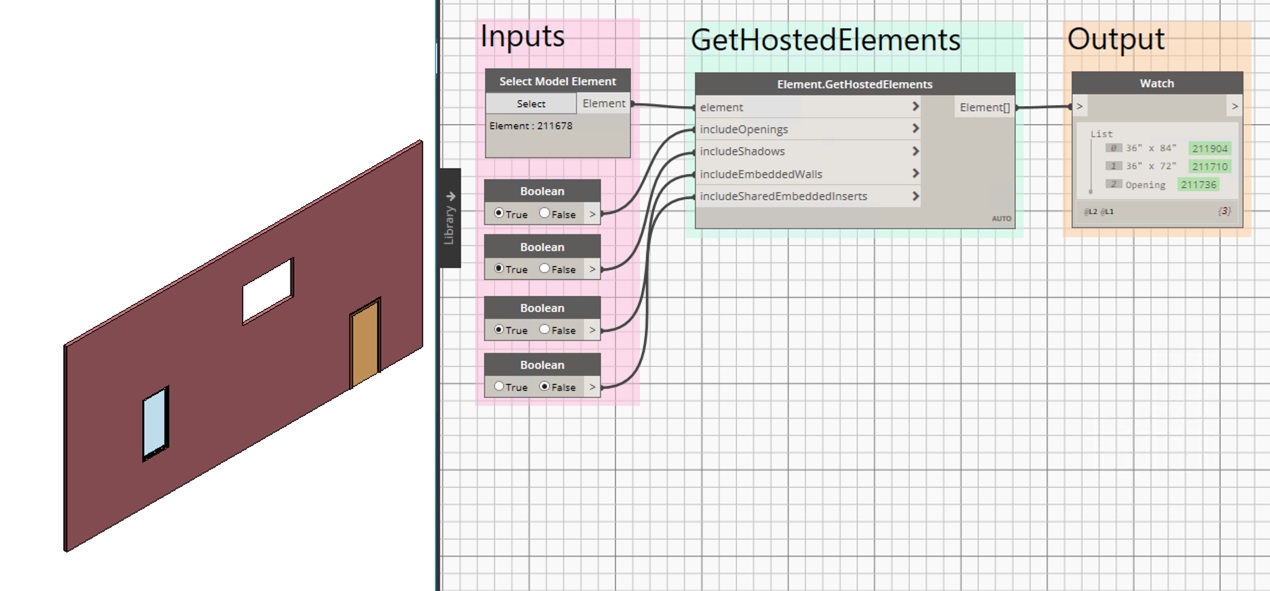 Inputs
Select Model Element
Select Element
Element : 211678
Boolean
True False >
Boolean
True False >
Boolean
True False >
Boolean
True False >
Library
GetHostedElements
Element.GetHostedElements
element > Element[]
includeOpenings >
includeShadows >
includeEmbeddedWalls >
includeSharedEmbeddedInserts >
AUTO
Output
Watch
> >
List
0 36" x 84" 211904
1 36" x 72" 211710
2 Opening 211736
@L2 @L1 {3}